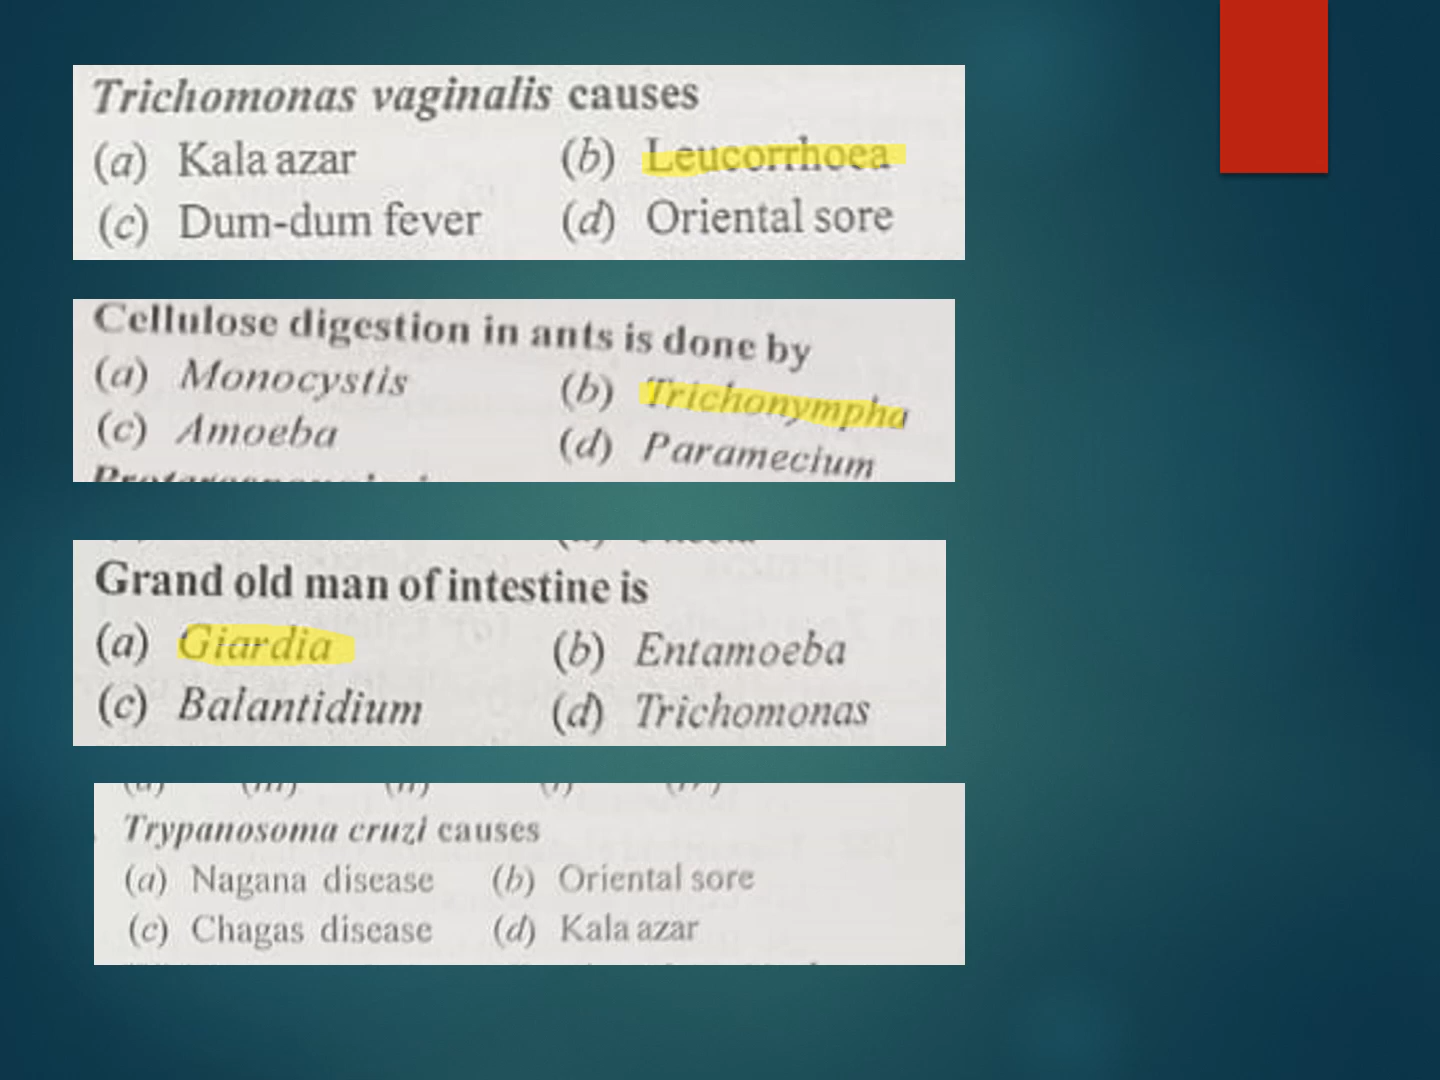 Trichomonas vaginalis causes
(a) Kala azar (b) Leucorrhoea
(c) Dum-dum fever (d) Oriental sore
Cellulose digestion in ants is done by
(a) Monocystis (b) Trichonympha
(c) Amoeba (d) Paramecium
Grand old man of intestine is
(a) Giardia (b) Entamoeba
(c) Balantidium (d) Trichomonas
Trypanosoma cruzi causes
(a) Nagana disease (b) Oriental sore
(c) Chagas disease (d) Kala azar